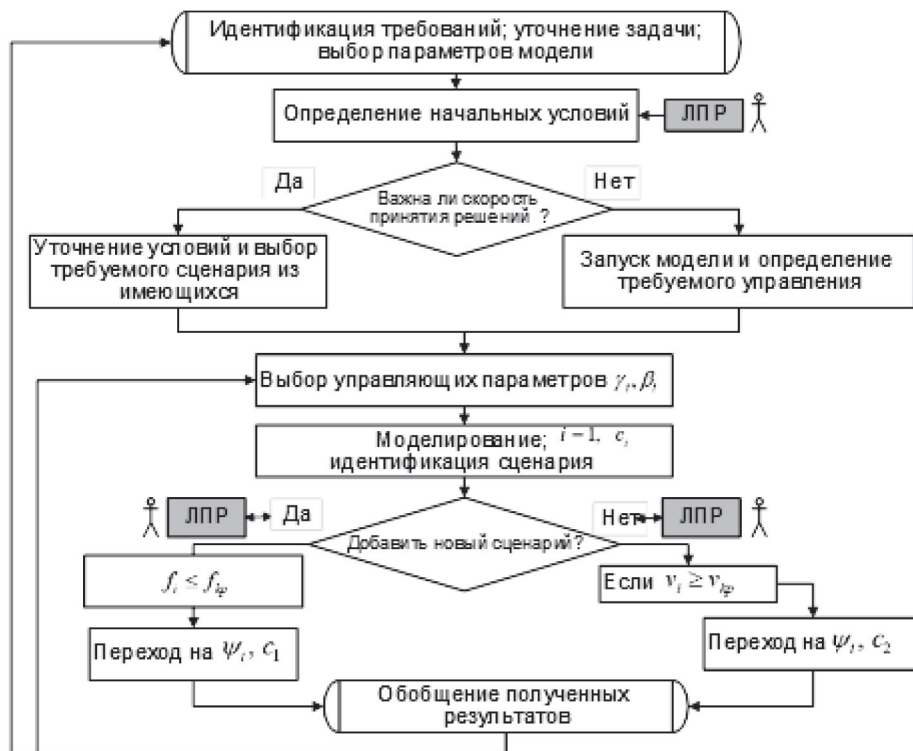 Идентификация требований; уточнение задачи;
выбор параметров модели
Определение начальных условий
ЛПР
Да
Нет
Важна ли скорость
принятия решений ?
Уточнение условий и выбор
требуемого сценария из
имеющихся
Запуск модели и определение
требуемого управления
Выбор управляющих параметров γᵢ, βᵢ
Моделирование; i = 1, cᵢ
идентификация сценария
ЛПР
Да
Нет
ЛПР
Добавить новый сценарий?
fᵢ ≤ f
Если vᵢ ≥ v
Переход на ψᵢ, c₁
Переход на ψᵢ, c₂
Обобщение полученных
результатов